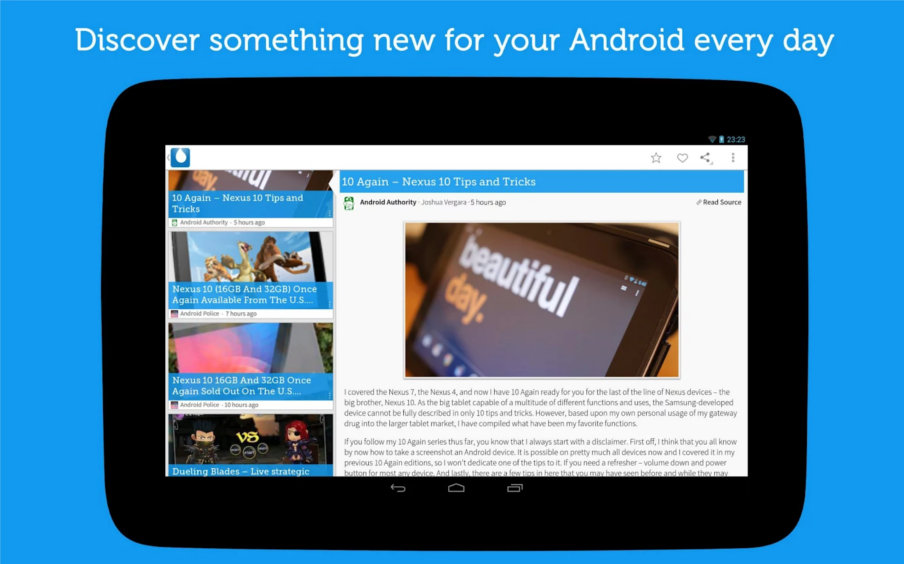 Discover something new for your Android every day
23:23
10 Again – Nexus 10 Tips and
Tricks
Android Authority · 5 hours ago
Nexus 10 (16GB And 32GB) Once
Again Available From The U.S....
Android Police · 7 hours ago
Nexus 10 16GB And 32GB Once
Again Sold Out On The U.S....
Android Police · 10 hours ago
VS
Dueling Blades – Live strategic
10 Again – Nexus 10 Tips and Tricks
Android Authority · Joshua Vergara · 5 hours ago
Read Source
beautiful
day.
I covered the Nexus 7, the Nexus 4, and now I have 10 Again ready for you for the last of the line of Nexus devices – the
big brother, Nexus 10. As the big tablet capable of a multitude of different functions and uses, the Samsung-developed
device cannot be fully described in only 10 tips and tricks. However, based upon my own personal usage of my gateway
drug into the larger tablet market, I have compiled what have been my favorite functions.
If you follow my 10 Again series thus far, you know that I always start with a disclaimer. First off, I think that you all know
by now how to take a screenshot an Android device. It is possible on pretty much all devices now and I covered it in my
previous 10 Again editions, so I won't dedicate one of the tips to it. If you need a refresher – volume down and power
button for most any device. And lastly, there are a few tips in here that you may have seen before and while they may